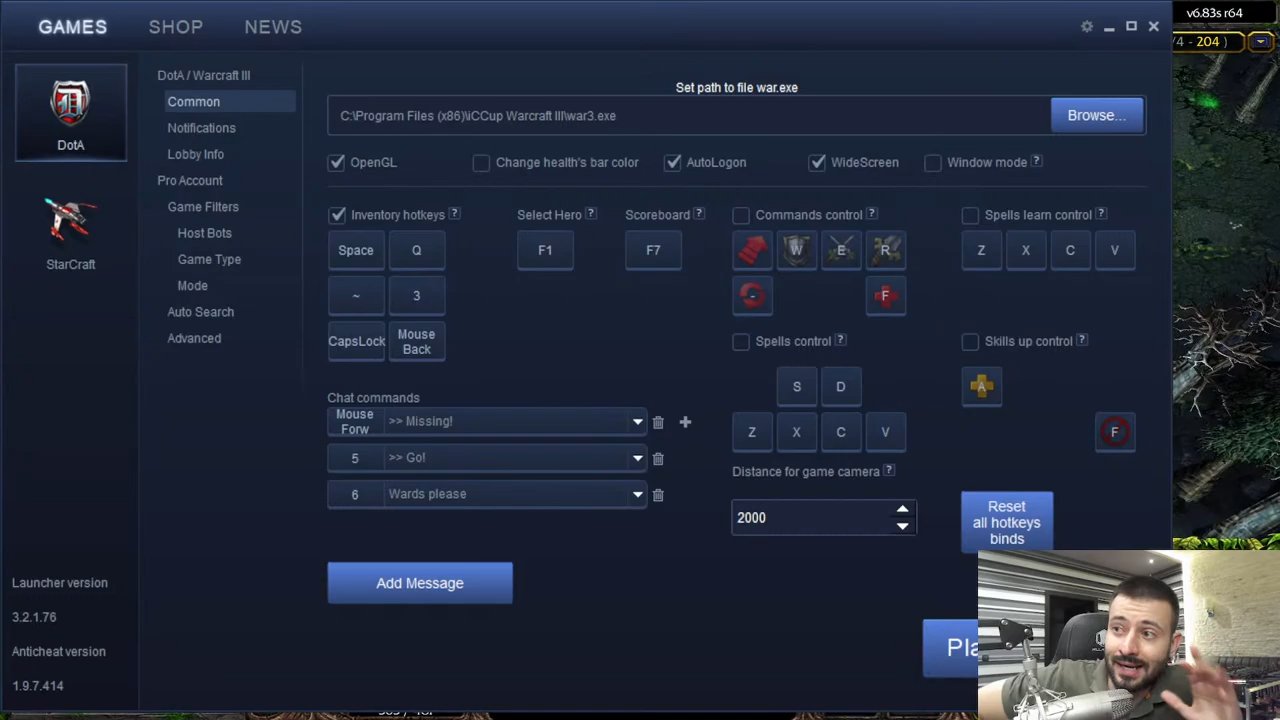 v6.83s r64
GAMES SHOP NEWS
/4 - 204 )
DotA
StarCraft
DotA / Warcraft III
Common
Notifications
Lobby Info
Pro Account
Game Filters
Host Bots
Game Type
Mode
Auto Search
Advanced
Set path to file war.exe
C:\Program Files (x86)\iCCup Warcraft III\war3.exe
Browse...
OpenGL Change health's bar color AutoLogon WideScreen Window mode ?
Inventory hotkeys ? Select Hero ? Scoreboard ? Commands control ? Spells learn control ?
Space Q F1 F7 W E R Z X C V
~ 3 - F
CapsLock Mouse
Back
Spells control ? Skills up control ?
S D A
Z X C V F
Chat commands
Mouse
Forw >> Missing!
5 >> Go!
6 Wards please
Distance for game camera ?
2000
Reset
all hotkeys
binds
Add Message
Pla
Launcher version
3.2.1.76
Anticheat version
1.9.7.414